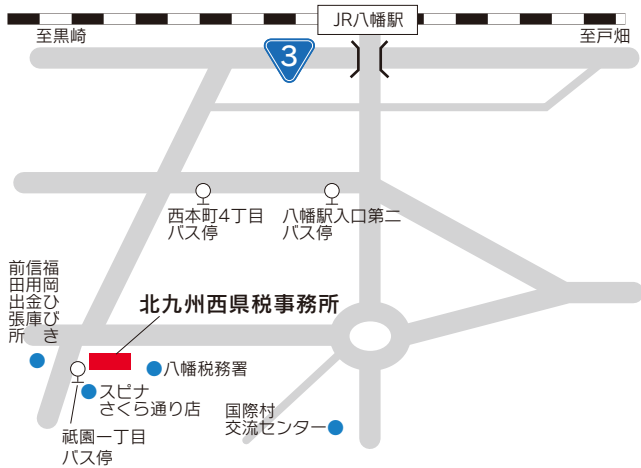 JR八幡駅
至黒崎
至戸畑
3
西本町4丁目
バス停
八幡駅入口第二
バス停
福岡ひびき
信用金庫
前田出張所
北九州西県税事務所
八幡税務署
スピナ
さくら通り店
国際村
交流センター
祇園一丁目
バス停